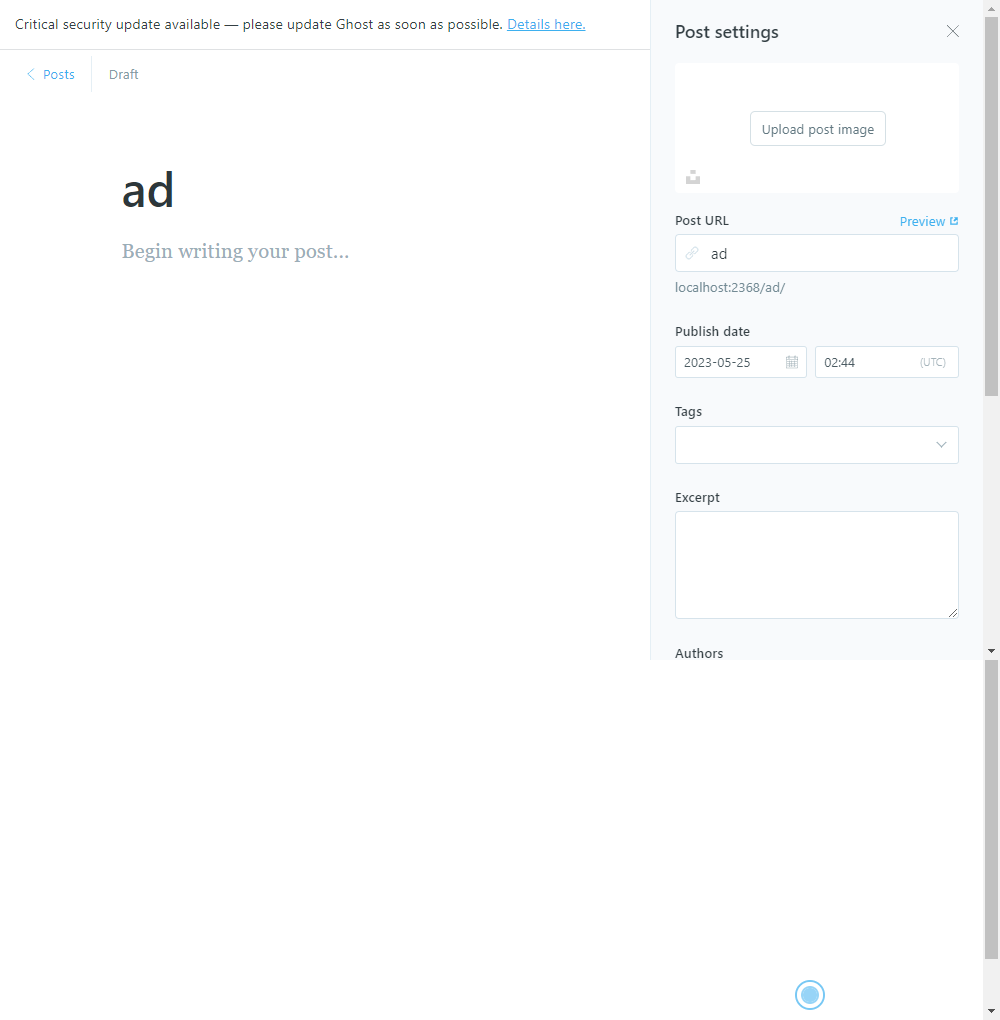 Critical security update available — please update Ghost as soon as possible. Details here.
Posts
Draft
ad
Begin writing your post...
Post settings
Upload post image
Post URL
Preview
ad
localhost:2368/ad/
Publish date
2023-05-25
02:44 (UTC)
Tags
Excerpt
Authors